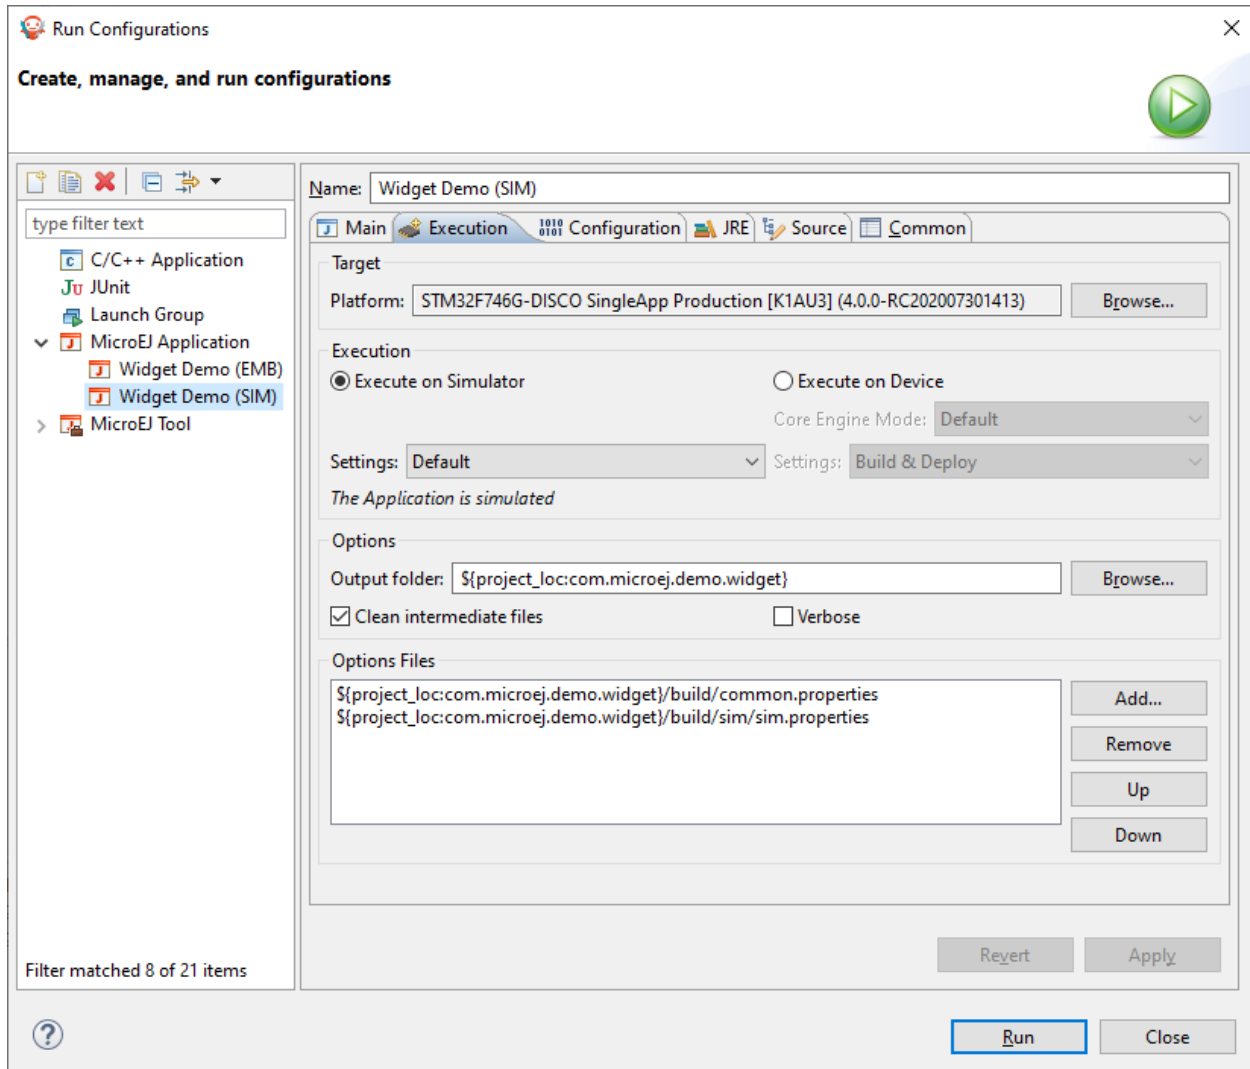 Run Configurations
Create, manage, and run configurations
type filter text
C/C++ Application
JUnit
Launch Group
MicroEJ Application
Widget Demo (EMB)
Widget Demo (SIM)
MicroEJ Tool
Filter matched 8 of 21 items
Name: Widget Demo (SIM)
Main Execution Configuration JRE Source Common
Target
Platform: STM32F746G-DISCO SingleApp Production [K1AU3] (4.0.0-RC202007301413) Browse...
Execution
Execute on Simulator Execute on Device
Core Engine Mode: Default
Settings: Default Settings: Build & Deploy
The Application is simulated
Options
Output folder: ${project_loc:com.microej.demo.widget} Browse...
Clean intermediate files Verbose
Options Files
${project_loc:com.microej.demo.widget}/build/common.properties
${project_loc:com.microej.demo.widget}/build/sim/sim.properties
Add...
Remove
Up
Down
Revert Apply
Run Close